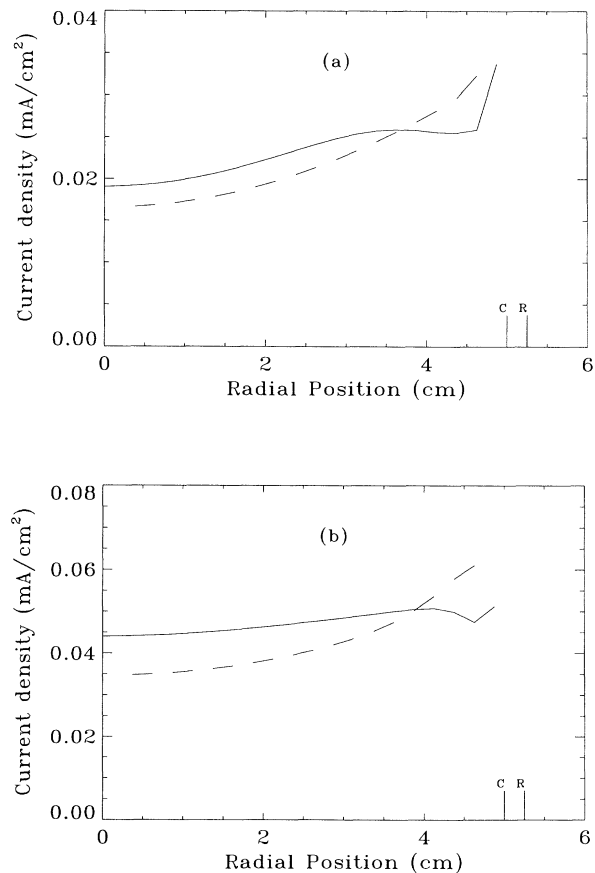 0.04
(a)
0.02
0.00
Current density (mA/cm²)
C R
0 2 4 6
Radial Position (cm)
0.08
(b)
0.06
0.04
0.02
0.00
Current density (mA/cm²)
C R
0 2 4 6
Radial Position (cm)